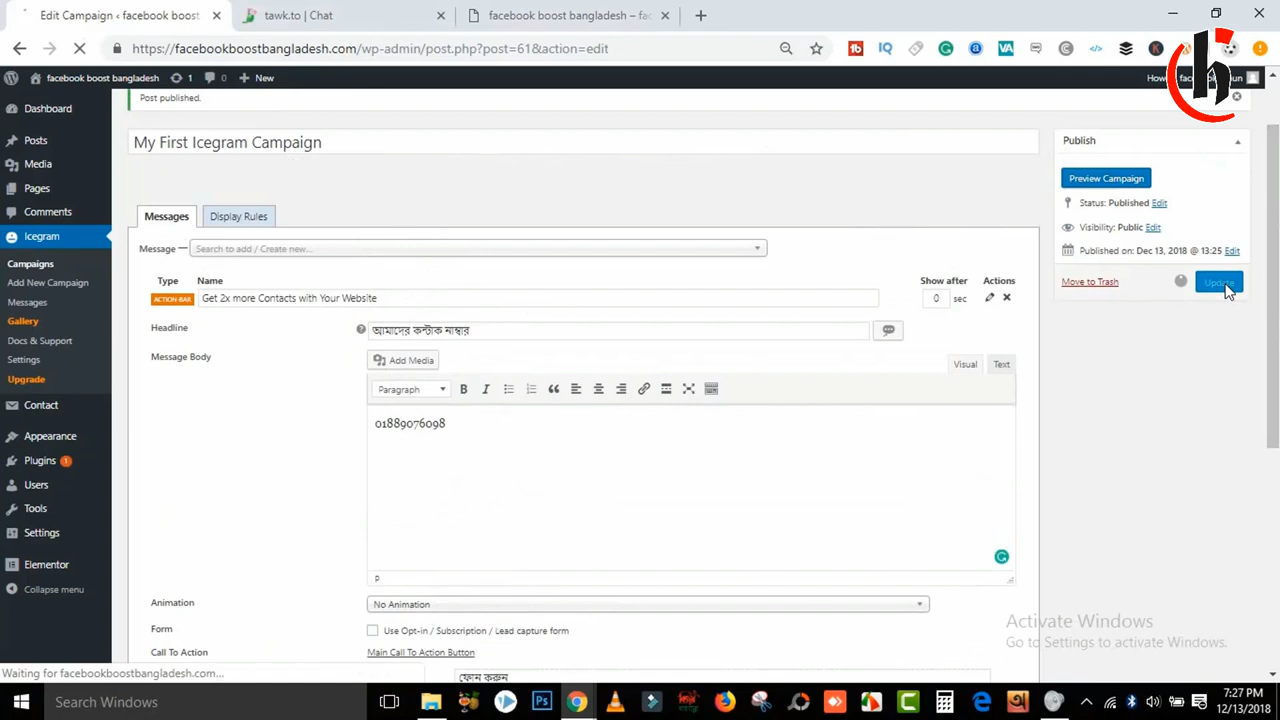 Edit Campaign ‹ facebook boost
tawk.to | Chat
facebook boost bangladesh – fac
https://facebookboostbangladesh.com/wp-admin/post.php?post=61&action=edit
facebook boost bangladesh
1
0
New
Post published.
My First Icegram Campaign
Publish
Preview Campaign
Status: Published Edit
Visibility: Public Edit
Published on: Dec 13, 2018 @ 13:25 Edit
Move to Trash
Update
Dashboard
Posts
Media
Pages
Comments
Icegram
Campaigns
Add New Campaign
Messages
Gallery
Docs & Support
Settings
Upgrade
Contact
Appearance
Plugins 1
Users
Tools
Settings
Elementor
Collapse menu
Messages
Display Rules
Message —
Search to add / Create new...
Type
Name
Show after
Actions
ACTION-BAR
Get 2x more Contacts with Your Website
0 sec
Headline
আমাদের কন্টাক নাম্বার
Message Body
Add Media
Visual
Text
Paragraph
01889076098
P
Animation
No Animation
Form
Use Opt-in / Subscription / Lead capture form
Call To Action
Main Call To Action Button
ফোন করুন
Activate Windows
Go to Settings to activate Windows.
Waiting for facebookboostbangladesh.com...
Search Windows
7:27 PM
12/13/2018